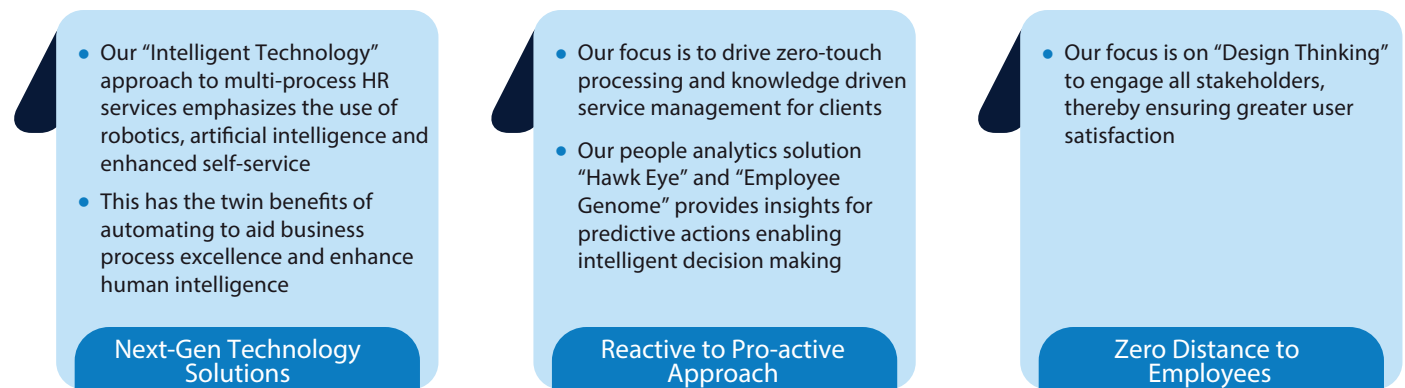 Our “Intelligent Technology”
approach to multi-process HR
services emphasizes the use of
robotics, artificial intelligence and
enhanced self-service
This has the twin benefits of
automating to aid business
process excellence and enhance
human intelligence
Next-Gen Technology
Solutions
Our focus is to drive zero-touch
processing and knowledge driven
service management for clients
Our people analytics solution
“Hawk Eye” and “Employee
Genome” provides insights for
predictive actions enabling
intelligent decision making
Reactive to Pro-active
Approach
Our focus is on “Design Thinking”
to engage all stakeholders,
thereby ensuring greater user
satisfaction
Zero Distance to
Employees